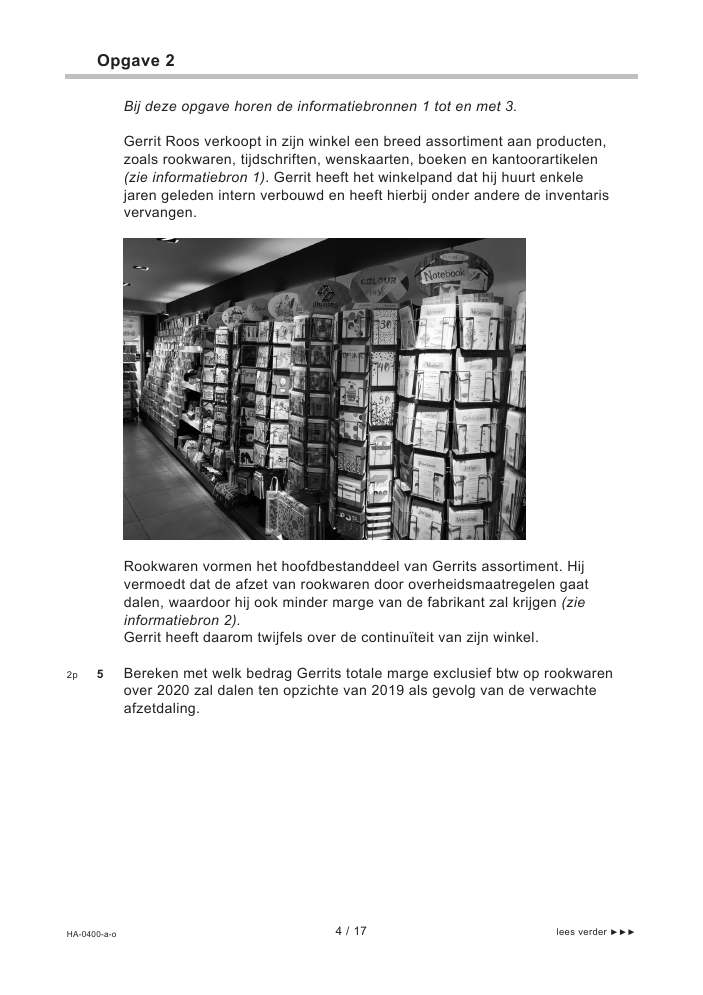 Opgave 2
Bij deze opgave horen de informatiebronnen 1 tot en met 3.
Gerrit Roos verkoopt in zijn winkel een breed assortiment aan producten,
zoals rookwaren, tijdschriften, wenskaarten, boeken en kantoorartikelen
(zie informatiebron 1). Gerrit heeft het winkelpand dat hij huurt enkele
jaren geleden intern verbouwd en heeft hierbij onder andere de inventaris
vervangen.
COLOUR
Notebook
30
40
50
Rookwaren vormen het hoofdbestanddeel van Gerrits assortiment. Hij
vermoedt dat de afzet van rookwaren door overheidsmaatregelen gaat
dalen, waardoor hij ook minder marge van de fabrikant zal krijgen (zie
informatiebron 2).
Gerrit heeft daarom twijfels over de continuïteit van zijn winkel.
2p 5 Bereken met welk bedrag Gerrits totale marge exclusief btw op rookwaren
over 2020 zal dalen ten opzichte van 2019 als gevolg van de verwachte
afzetdaling.
HA-0400-a-o 4 / 17 lees verder ►►►